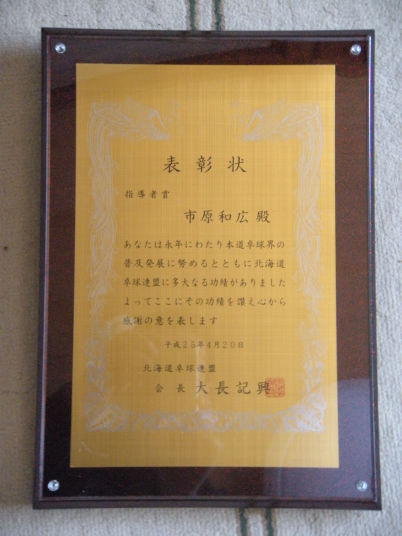 表彰状
指導者賞
市原和広殿
あなたは永年にわたり本道卓球界の
普及発展に努めるとともに北海道
卓球連盟に多大なる功績がありました
よってここにその功績を讃え心から
感謝の意を表します
平成25年4月20日
北海道卓球連盟
会長 大長記興